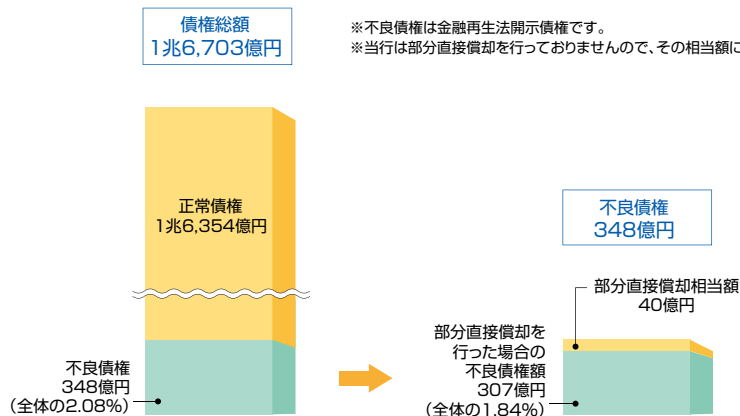 債権総額
1兆6,703億円
※不良債権は金融再生法開示債権です。
※当行は部分直接償却を行っておりませんので、その相当額に
正常債権
1兆6,354億円
不良債権
348億円
(全体の2.08%)
不良債権
348億円
部分直接償却相当額
40億円
部分直接償却を
行った場合の
不良債権額
307億円
(全体の1.84%)